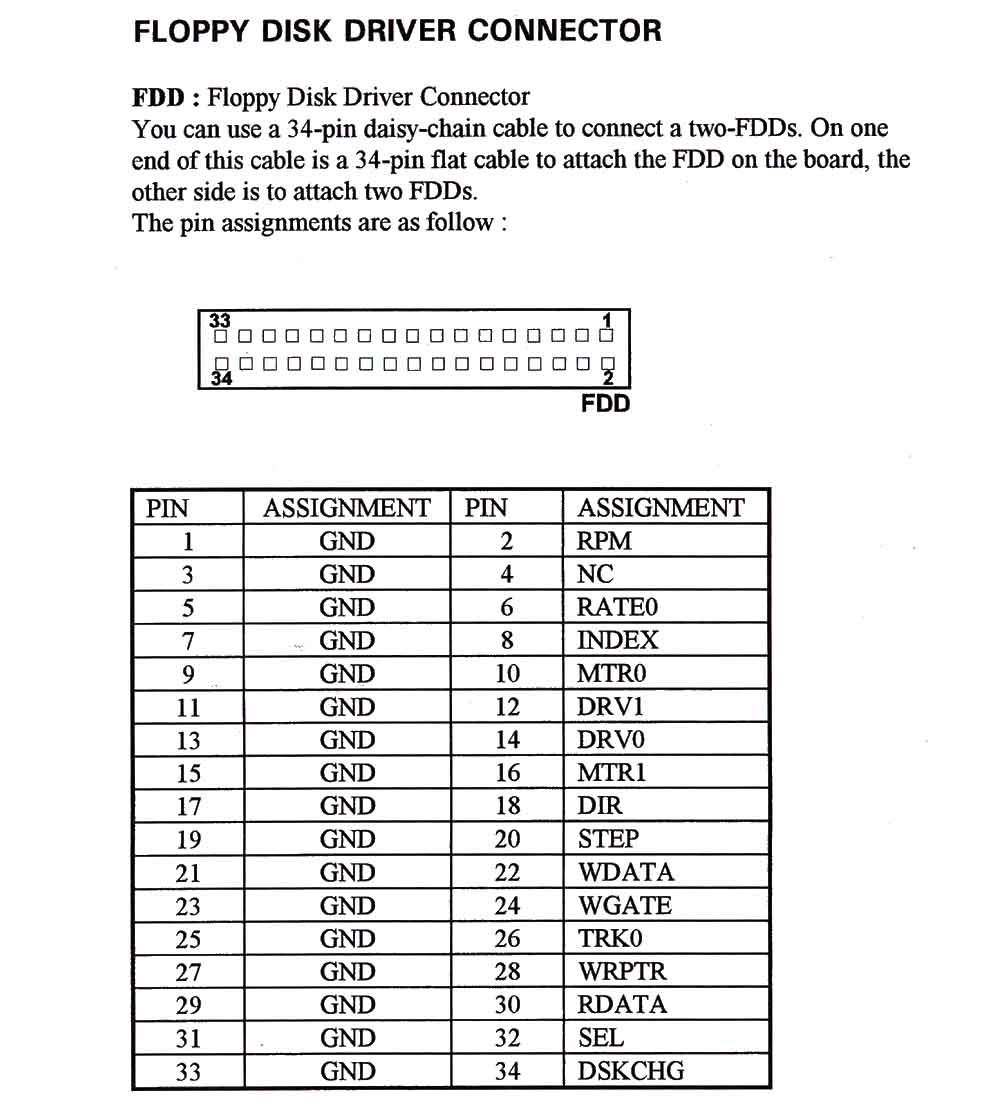 FLOPPY DISK DRIVER CONNECTOR
FDD : Floppy Disk Driver Connector
You can use a 34-pin daisy-chain cable to connect a two-FDDs. On one
end of this cable is a 34-pin flat cable to attach the FDD on the board, the
other side is to attach two FDDs.
The pin assignments are as follow :
33 1
34 2
FDD
PIN ASSIGNMENT PIN ASSIGNMENT
1 GND 2 RPM
3 GND 4 NC
5 GND 6 RATE0
7 GND 8 INDEX
9 GND 10 MTR0
11 GND 12 DRV1
13 GND 14 DRV0
15 GND 16 MTR1
17 GND 18 DIR
19 GND 20 STEP
21 GND 22 WDATA
23 GND 24 WGATE
25 GND 26 TRK0
27 GND 28 WRPTR
29 GND 30 RDATA
31 GND 32 SEL
33 GND 34 DSKCHG